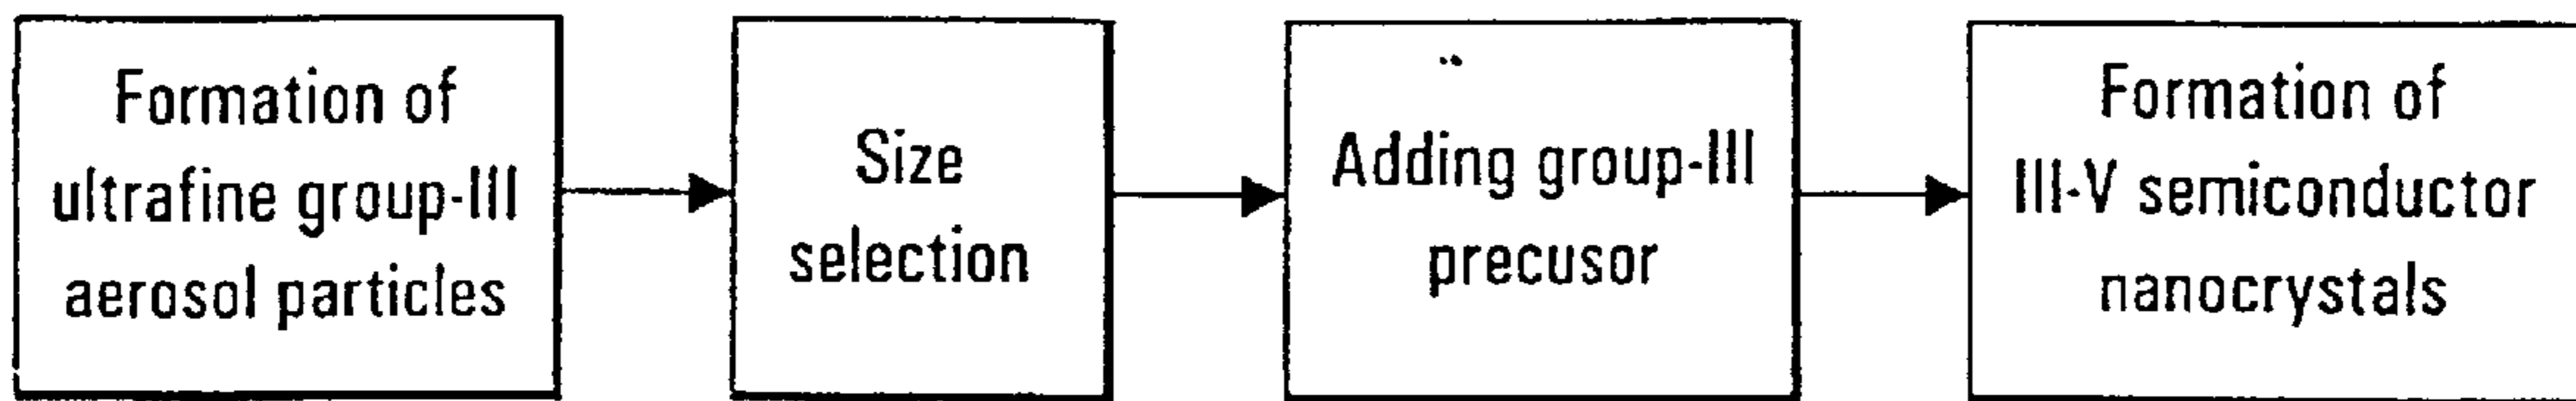 Formation of
ultrafine group-III
aerosol particles
Size
selection
Adding group-III
precusor
Formation of
III-V semiconductor
nanocrystals